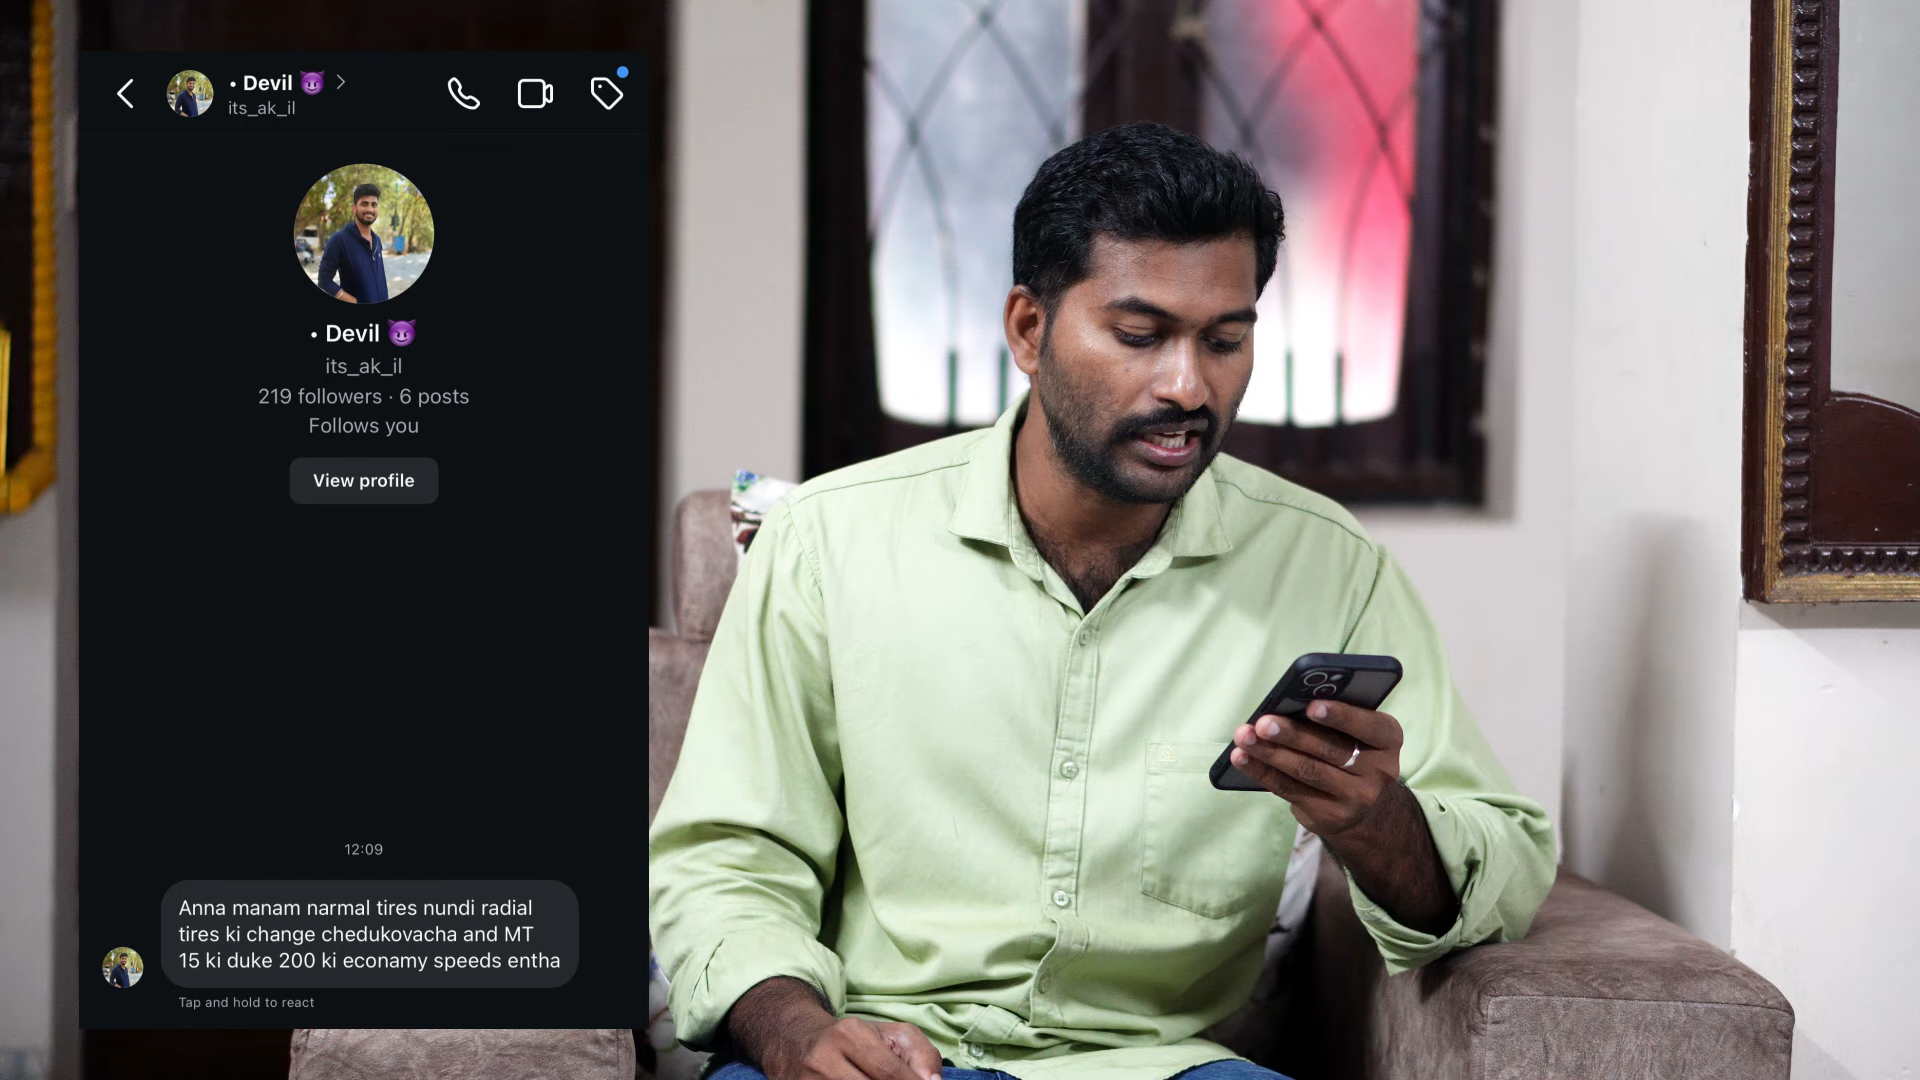 • Devil 😈
its_ak_il
• Devil 😈
its_ak_il
219 followers · 6 posts
Follows you
View profile
12:09
Anna manam narmal tires nundi radial
tires ki change chedukovacha and MT
15 ki duke 200 ki econamy speeds entha
Tap and hold to react